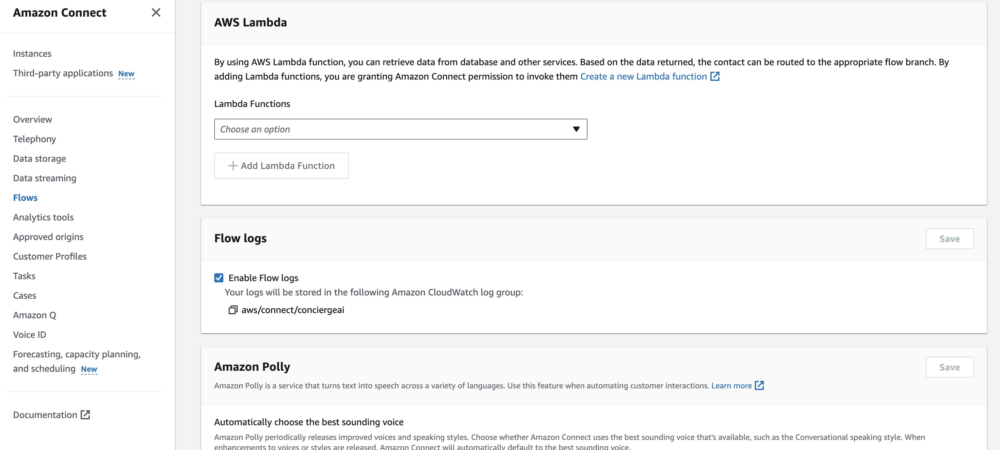 Amazon Connect
Instances
Third-party applications New
Overview
Telephony
Data storage
Data streaming
Flows
Analytics tools
Approved origins
Customer Profiles
Tasks
Cases
Amazon Q
Voice ID
Forecasting, capacity planning,
and scheduling New
Documentation
AWS Lambda
By using AWS Lambda function, you can retrieve data from database and other services. Based on the data returned, the contact can be routed to the appropriate flow branch. By
adding Lambda functions, you are granting Amazon Connect permission to invoke them Create a new Lambda function
Lambda Functions
Choose an option
Add Lambda Function
Flow logs
Save
Enable Flow logs
Your logs will be stored in the following Amazon CloudWatch log group:
aws/connect/conciergeai
Amazon Polly
Save
Amazon Polly is a service that turns text into speech across a variety of languages. Use this feature when automating customer interactions. Learn more
Automatically choose the best sounding voice
Amazon Polly periodically releases improved voices and speaking styles. Choose whether Amazon Connect uses the best sounding voice that's available, such as the Conversational speaking style. When
enhancements to voices or styles are released, Amazon Connect will automatically default to the best sounding voice.